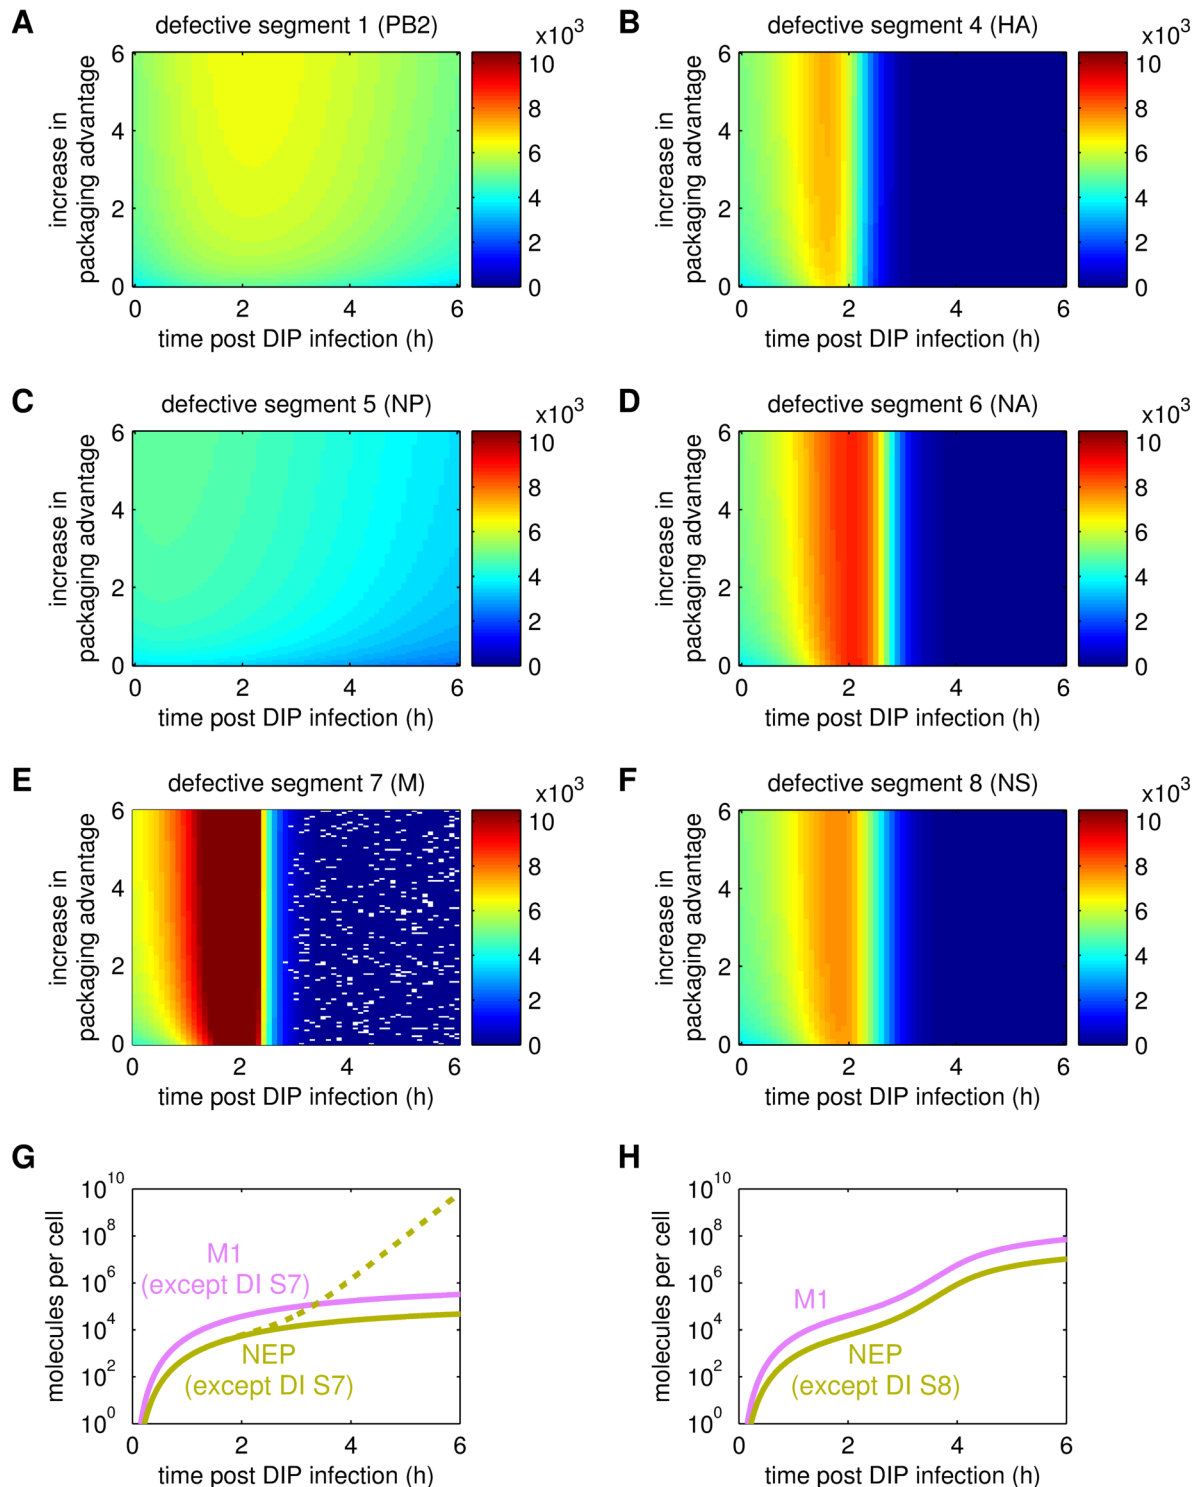 A
defective segment 1 (PB2)
x10³
increase in
packaging advantage
6
4
2
0
0 2 4 6
time post DIP infection (h)
10
8
6
4
2
0
B
defective segment 4 (HA)
x10³
increase in
packaging advantage
6
4
2
0
0 2 4 6
time post DIP infection (h)
10
8
6
4
2
0
C
defective segment 5 (NP)
x10³
increase in
packaging advantage
6
4
2
0
0 2 4 6
time post DIP infection (h)
10
8
6
4
2
0
D
defective segment 6 (NA)
x10³
increase in
packaging advantage
6
4
2
0
0 2 4 6
time post DIP infection (h)
10
8
6
4
2
0
E
defective segment 7 (M)
x10³
increase in
packaging advantage
6
4
2
0
0 2 4 6
time post DIP infection (h)
10
8
6
4
2
0
F
defective segment 8 (NS)
x10³
increase in
packaging advantage
6
4
2
0
0 2 4 6
time post DIP infection (h)
10
8
6
4
2
0
G
molecules per cell
10¹⁰
10⁸
10⁶
10⁴
10²
10⁰
M1
(except DI S7)
NEP
(except DI S7)
0 2 4 6
time post DIP infection (h)
H
molecules per cell
10¹⁰
10⁸
10⁶
10⁴
10²
10⁰
M1
NEP
(except DI S8)
0 2 4 6
time post DIP infection (h)